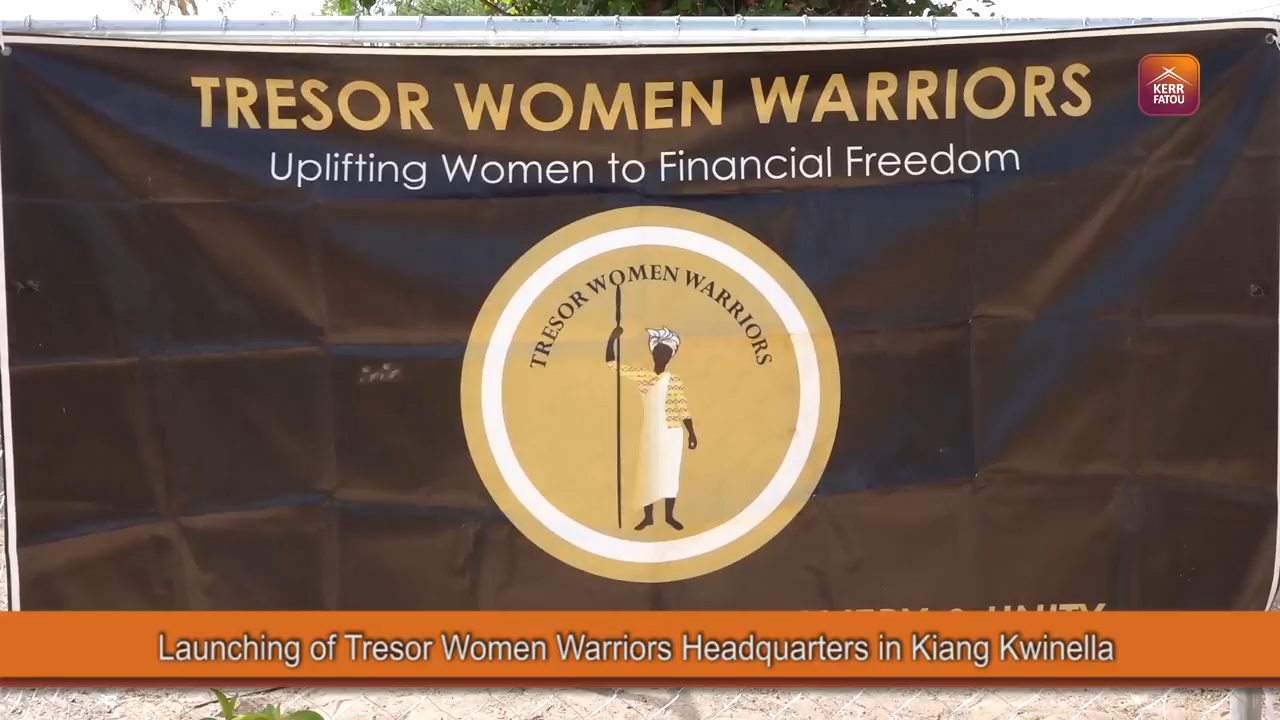 TRESOR WOMEN WARRIORS
KERR
FATOU
Uplifting Women to Financial Freedom
TRESOR WOMEN WARRIORS
& UNITY
Launching of Tresor Women Warriors Headquarters in Kiang Kwinella